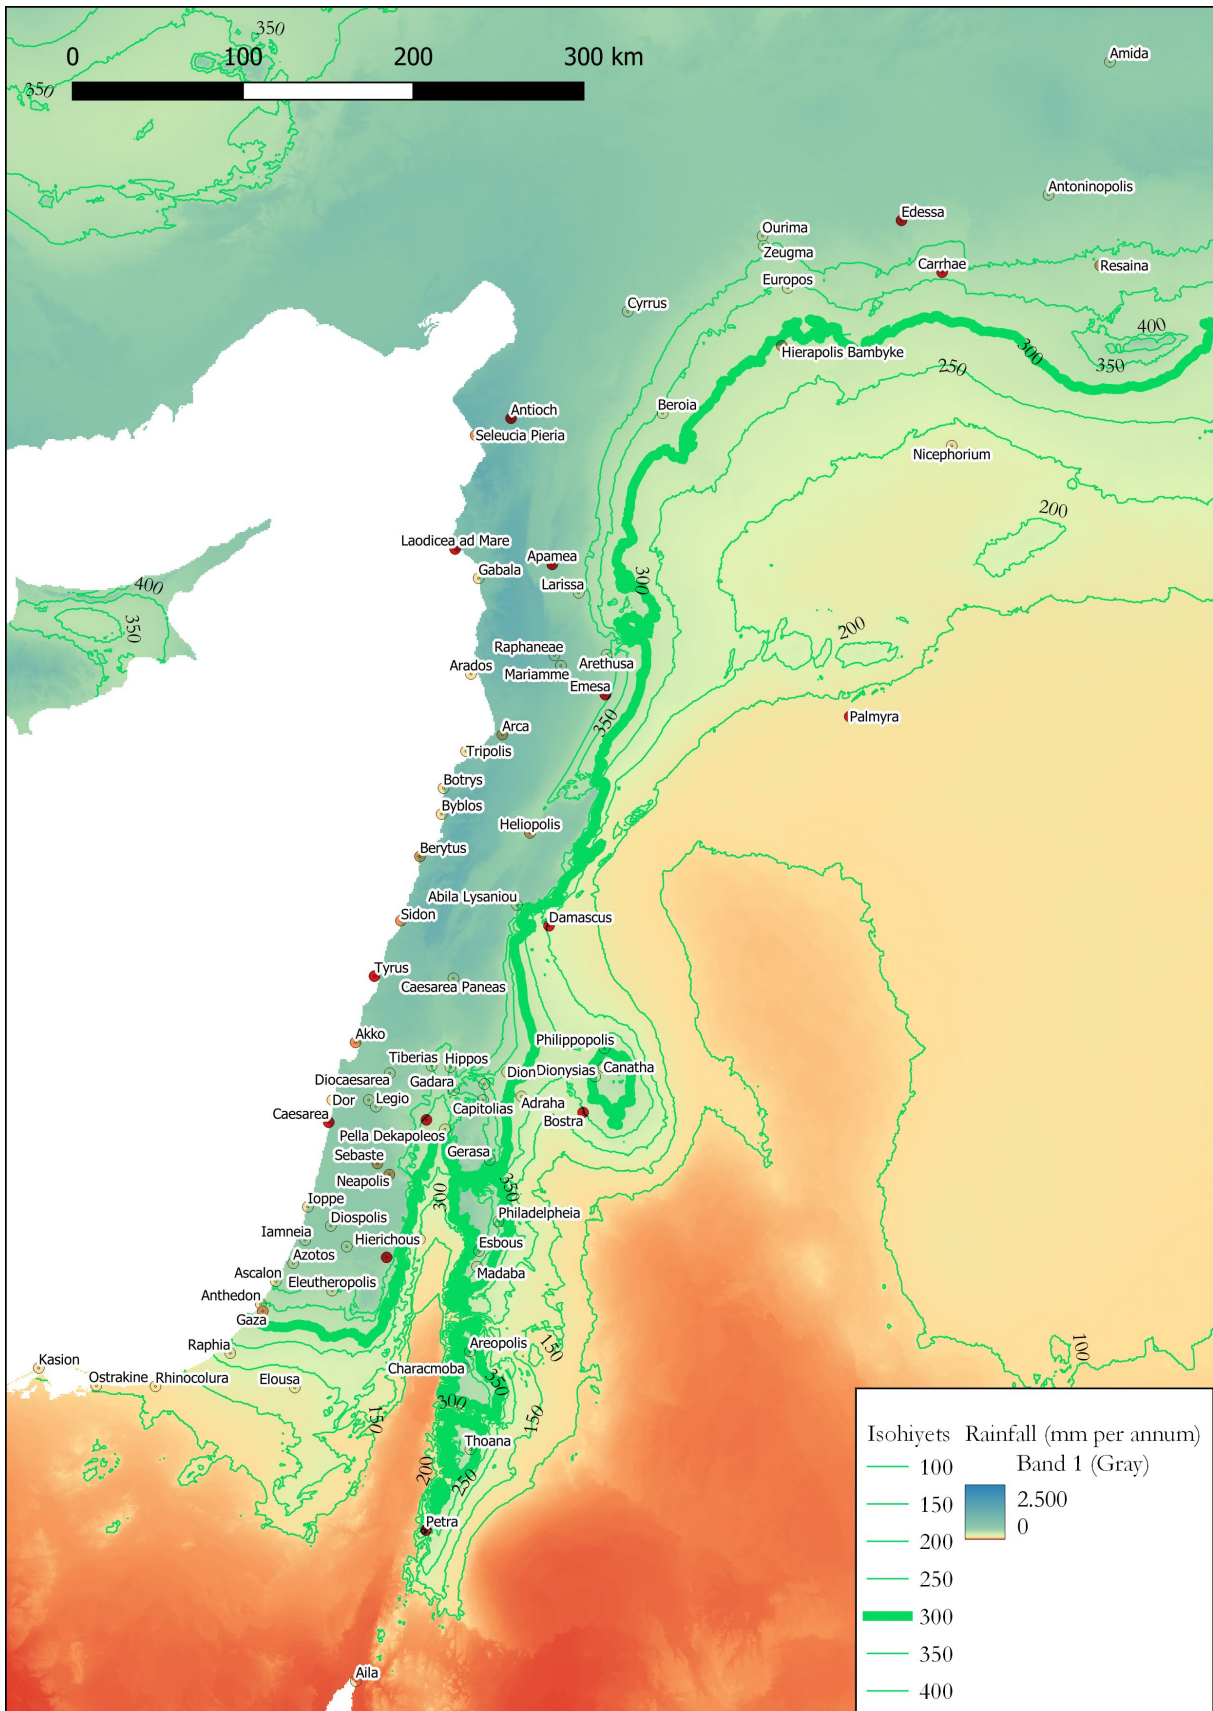 350
0 100 200 300 km
350
Amida
Antoninopolis
Edessa
Ourima
Zeugma
Carrhae
Resaina
Europos
Cyrrus
400
Hierapolis Bambyke
300
350
250
Beroia
Antioch
Seleucia Pieria
Nicephorium
200
Laodicea ad Mare
Apamea
Gabala
Larissa
300
400
350
200
Raphaneae
Arados
Mariamme
Arethusa
Emesa
350
Palmyra
Arca
Tripolis
Botrys
Byblos
Heliopolis
Berytus
Abila Lysaniou
Sidon
Damascus
Tyrus
Caesarea Paneas
Akko
Philippopolis
Tiberias
Hippos
Diocaesarea
Gadara
Dion
Dionysias
Canatha
Dor
Legio
Capitolias
Adraha
Caesarea
Bostra
Pella Dekapoleos
Sebaste
Gerasa
Neapolis
300
350
Ioppe
Diospolis
Philadelpheia
Iamneia
Hierichous
Esbous
Azotos
Ascalon
Eleutheropolis
Madaba
Anthedon
Gaza
Raphia
Areopolis
150
100
Kasion
Ostrakine
Rhinocolura
Elousa
Characmoba
350
300
150
150
Thoana
200
250
Petra
Aila
Isohiyets Rainfall (mm per annum)
Band 1 (Gray)
100
150
200
250
300
350
400
2.500
0